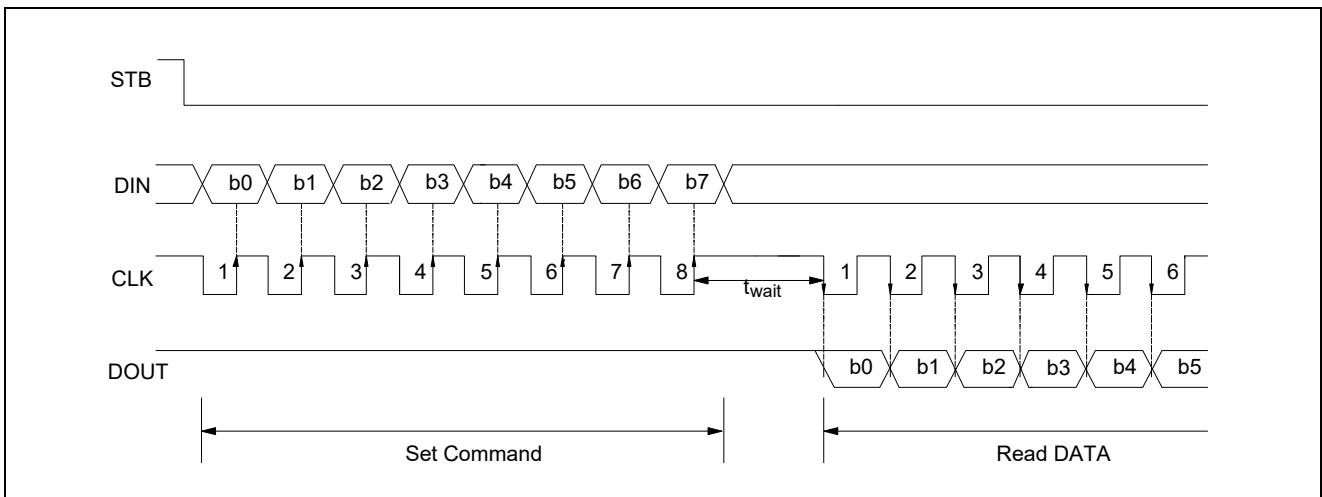 STB
DIN b0 b1 b2 b3 b4 b5 b6 b7
CLK 1 2 3 4 5 6 7 8 twait 1 2 3 4 5 6
DOUT b0 b1 b2 b3 b4 b5
Set Command Read DATA